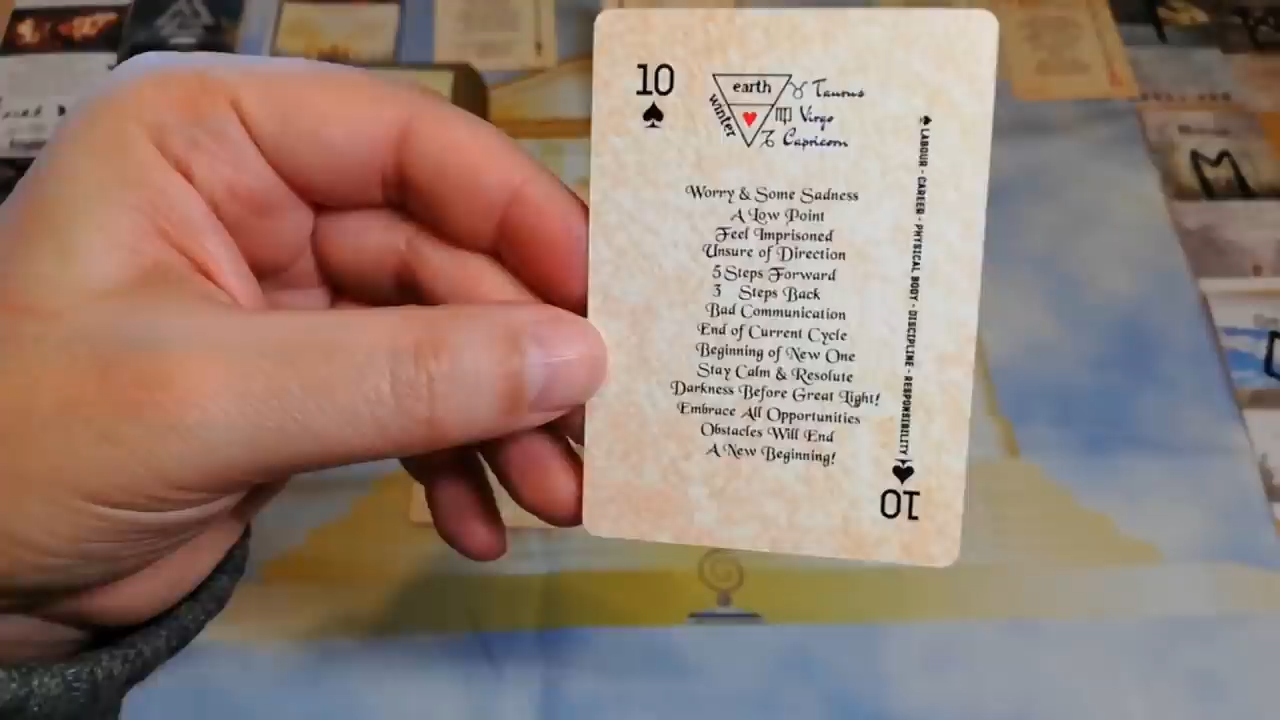 10
earth
winter
Taurus
Virgo
Capricorn
LABOUR - CAREER - PHYSICAL BODY - DISCIPLINE - RESPONSIBILITY
Worry & Some Sadness
A Low Point
Feel Imprisoned
Unsure of Direction
5 Steps Forward
3 Steps Back
Bad Communication
End of Current Cycle
Beginning of New One
Stay Calm & Resolute
Darkness Before Great Light!
Embrace All Opportunities
Obstacles Will End
A New Beginning!
10